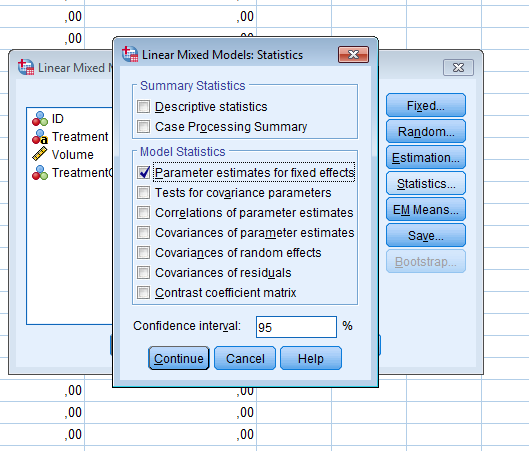 ,00 ,00
,00 ,00
,00 ,00
Linear Mixed M
Linear Mixed Models: Statistics
ID
Treatment
Volume
Treatment
Summary Statistics
Descriptive statistics
Case Processing Summary
Model Statistics
Parameter estimates for fixed effects
Tests for covariance parameters
Correlations of parameter estimates
Covariances of parameter estimates
Covariances of random effects
Covariances of residuals
Contrast coefficient matrix
Confidence interval: 95 %
Continue Cancel Help
Fixed...
Random...
Estimation...
Statistics...
EM Means...
Save...
Bootstrap...
,00 ,00
,00 ,00
,00 ,00